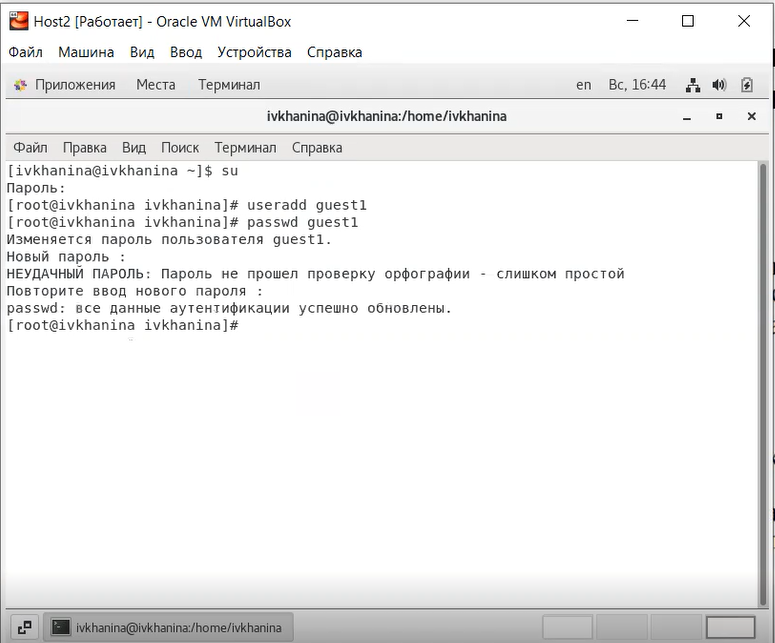 Host2 [Работает] - Oracle VM VirtualBox
Файл Машина Вид Ввод Устройства Справка
Приложения Места Терминал en Вс, 16:44
ivkhanina@ivkhanina:/home/ivkhanina
Файл Правка Вид Поиск Терминал Справка
[ivkhanina@ivkhanina ~]$ su
Пароль:
[root@ivkhanina ivkhanina]# useradd guest1
[root@ivkhanina ivkhanina]# passwd guest1
Изменяется пароль пользователя guest1.
Новый пароль :
НЕУДАЧНЫЙ ПАРОЛЬ: Пароль не прошел проверку орфографии - слишком простой
Повторите ввод нового пароля :
passwd: все данные аутентификации успешно обновлены.
[root@ivkhanina ivkhanina]#
ivkhanina@ivkhanina:/home/ivkhanina